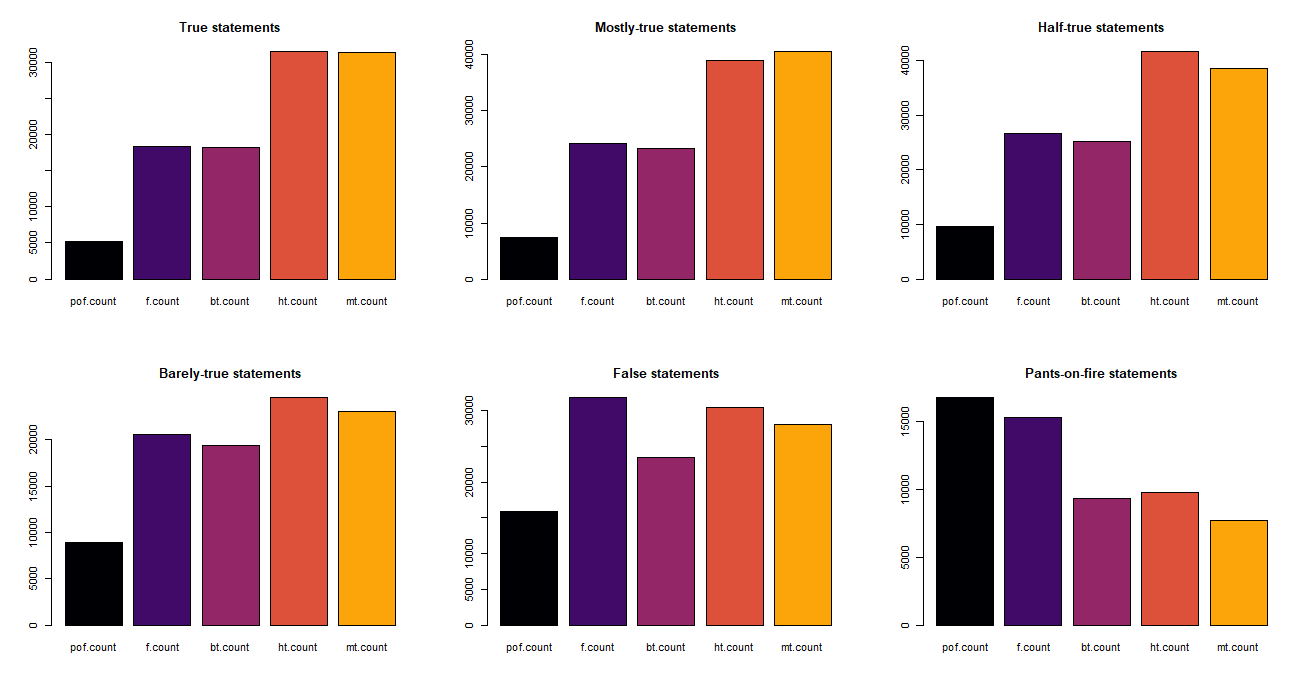 True statements
30000
20000
10000
5000
0
pof.count f.count bt.count ht.count mt.count
Mostly-true statements
40000
30000
20000
10000
0
pof.count f.count bt.count ht.count mt.count
Half-true statements
40000
30000
20000
10000
0
pof.count f.count bt.count ht.count mt.count
Barely-true statements
20000
15000
10000
5000
0
pof.count f.count bt.count ht.count mt.count
False statements
30000
20000
10000
5000
0
pof.count f.count bt.count ht.count mt.count
Pants-on-fire statements
15000
10000
5000
0
pof.count f.count bt.count ht.count mt.count